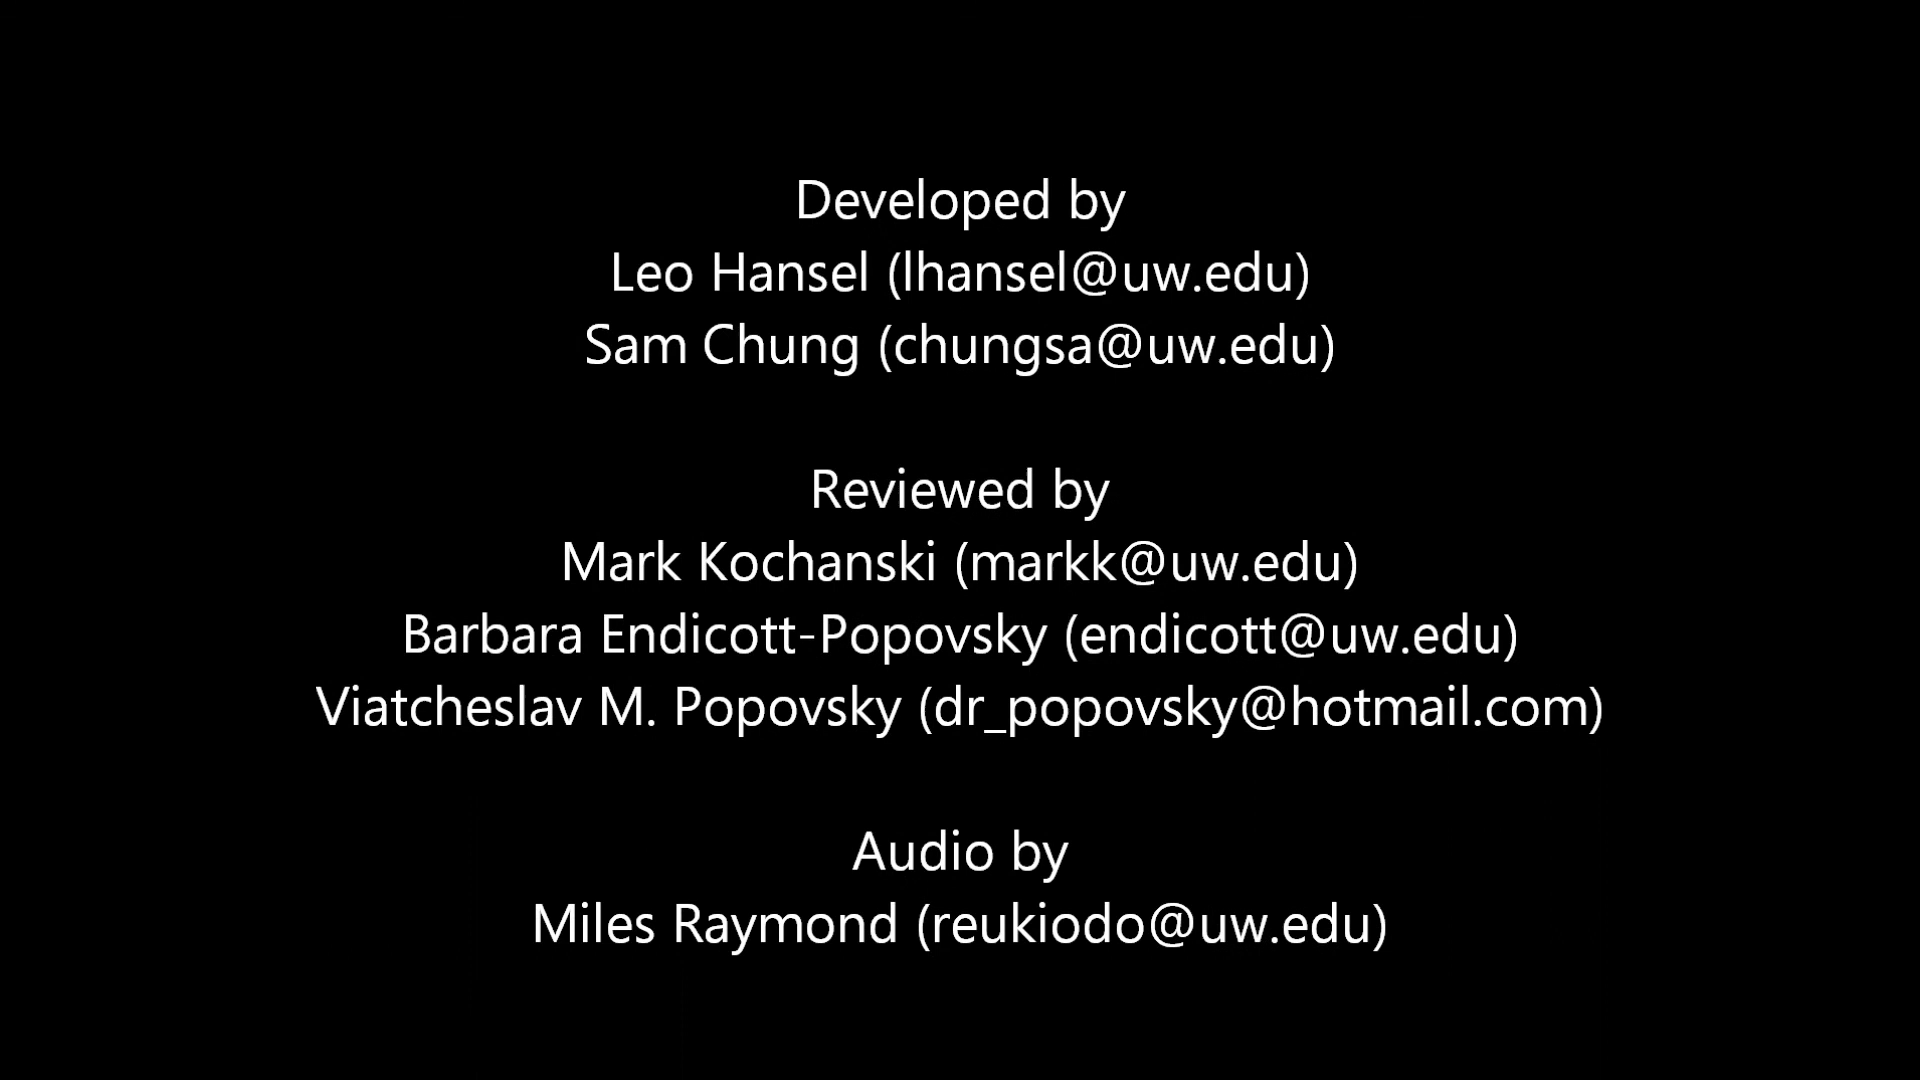 Developed by
Leo Hansel (lhansel@uw.edu)
Sam Chung (chungsa@uw.edu)
Reviewed by
Mark Kochanski (markk@uw.edu)
Barbara Endicott-Popovsky (endicott@uw.edu)
Viatcheslav M. Popovsky (dr_popovsky@hotmail.com)
Audio by
Miles Raymond (reukiodo@uw.edu)